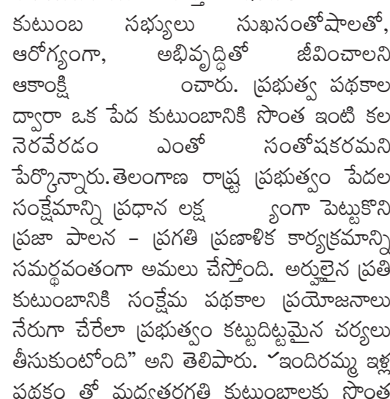 కుటుంబ సభ్యులు సుఖసంతోషాలతో,
ఆరోగ్యంగా, అభివృద్ధితో జీవించాలని
ఆకాంక్షి ంచారు. ప్రభుత్వ పథకాల
ద్వారా ఒక పేద కుటుంబానికి సొంత ఇంటి కల
నెరవేరడం ఎంతో సంతోషకరమని
పేర్కొన్నారు.తెలంగాణ రాష్ట్ర ప్రభుత్వం పేదల
సంక్షేమాన్ని ప్రధాన లక్ష ్యంగా పెట్టుకొని
ప్రజా పాలన – ప్రగతి ప్రణాళిక కార్యక్రమాన్ని
సమర్థవంతంగా అమలు చేస్తోంది. అర్హులైన ప్రతి
కుటుంబానికి సంక్షేమ పథకాల ప్రయోజనాలు
నేరుగా చేరేలా ప్రభుత్వం కట్టుదిట్టమైన చర్యలు
తీసుకుంటోంది” అని తెలిపారు. ˘ఇందిరమ్మ ఇళ్ల
పథకం తో మధ్యతరగతి కుటుంబాలకు సొంత